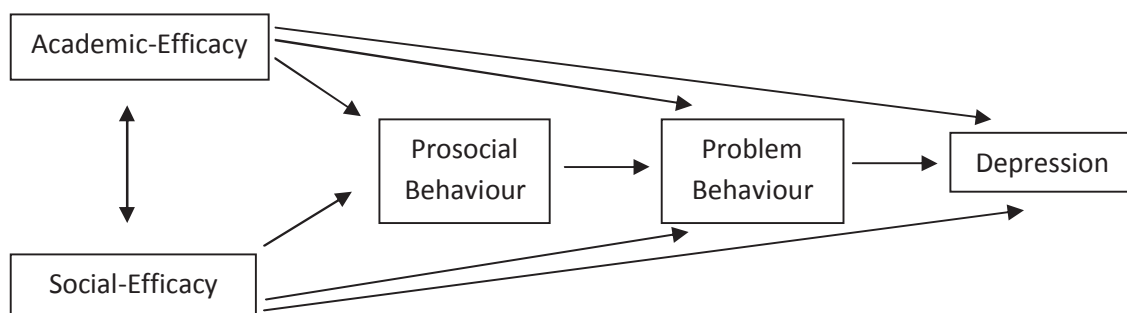 Academic-Efficacy
Prosocial
Behaviour
Problem
Behaviour
Depression
Social-Efficacy